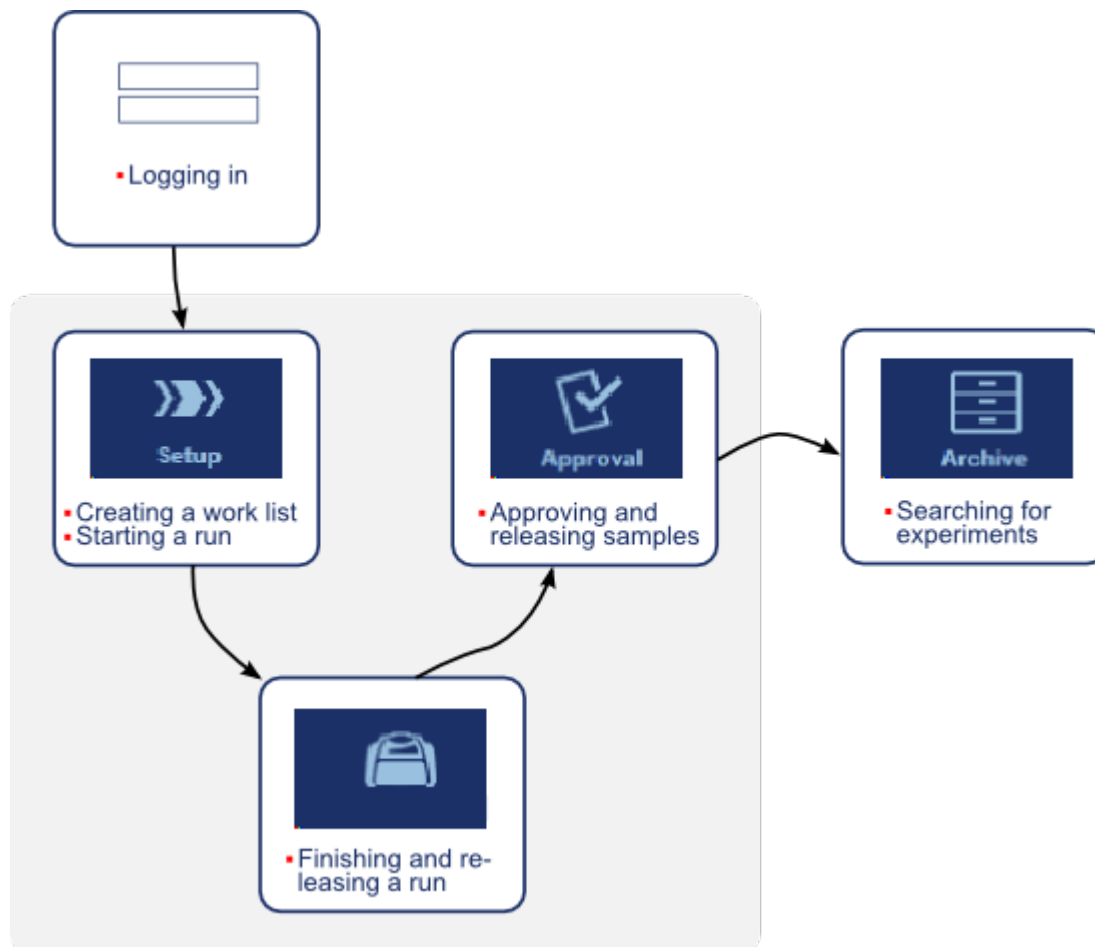 Logging in
Setup
Creating a work list
Starting a run
Finishing and re-
leasing a run
Approval
Approving and
releasing samples
Archive
Searching for
experiments